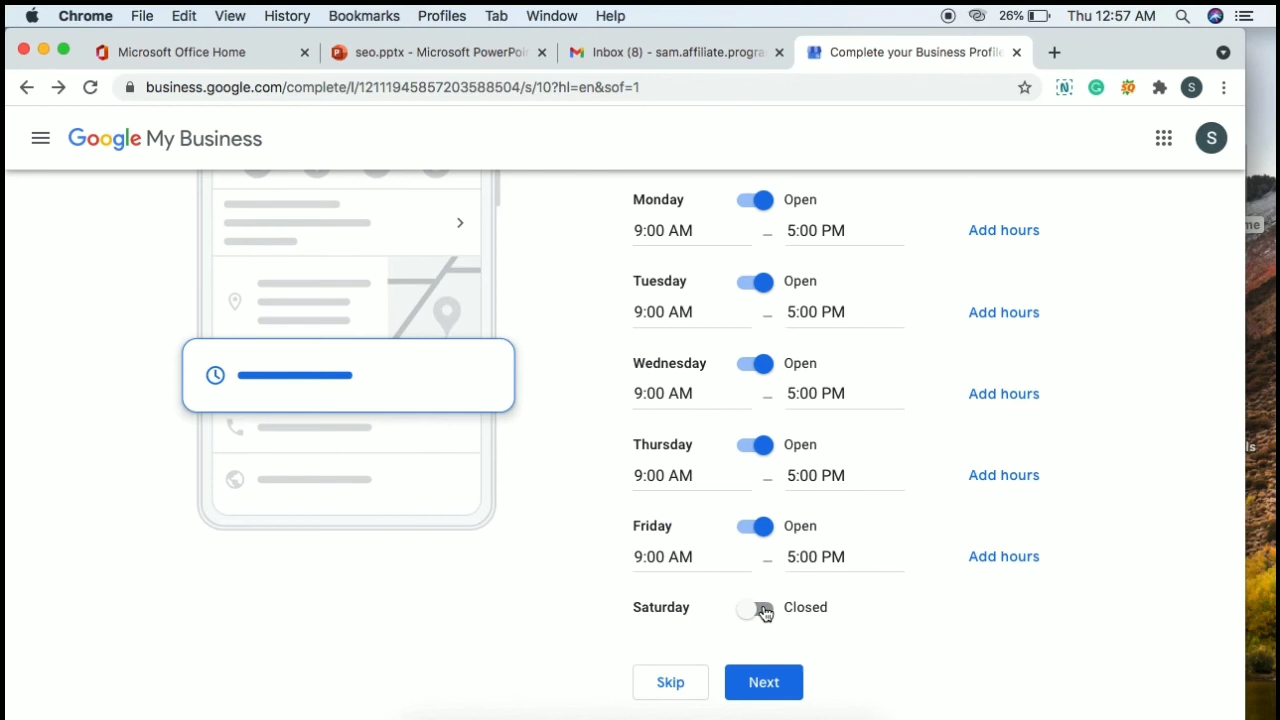 Chrome File Edit View History Bookmarks Profiles Tab Window Help 26% Thu 12:57 AM
Microsoft Office Home seo.pptx - Microsoft PowerPoi Inbox (8) - sam.affiliate.progra Complete your Business Profile
business.google.com/complete/l/12111945857203588504/s/10?hl=en&sof=1 S
Google My Business S
Monday Open
9:00 AM – 5:00 PM Add hours
Tuesday Open
9:00 AM – 5:00 PM Add hours
Wednesday Open
9:00 AM – 5:00 PM Add hours
Thursday Open
9:00 AM – 5:00 PM Add hours
Friday Open
9:00 AM – 5:00 PM Add hours
Saturday Closed
Skip Next